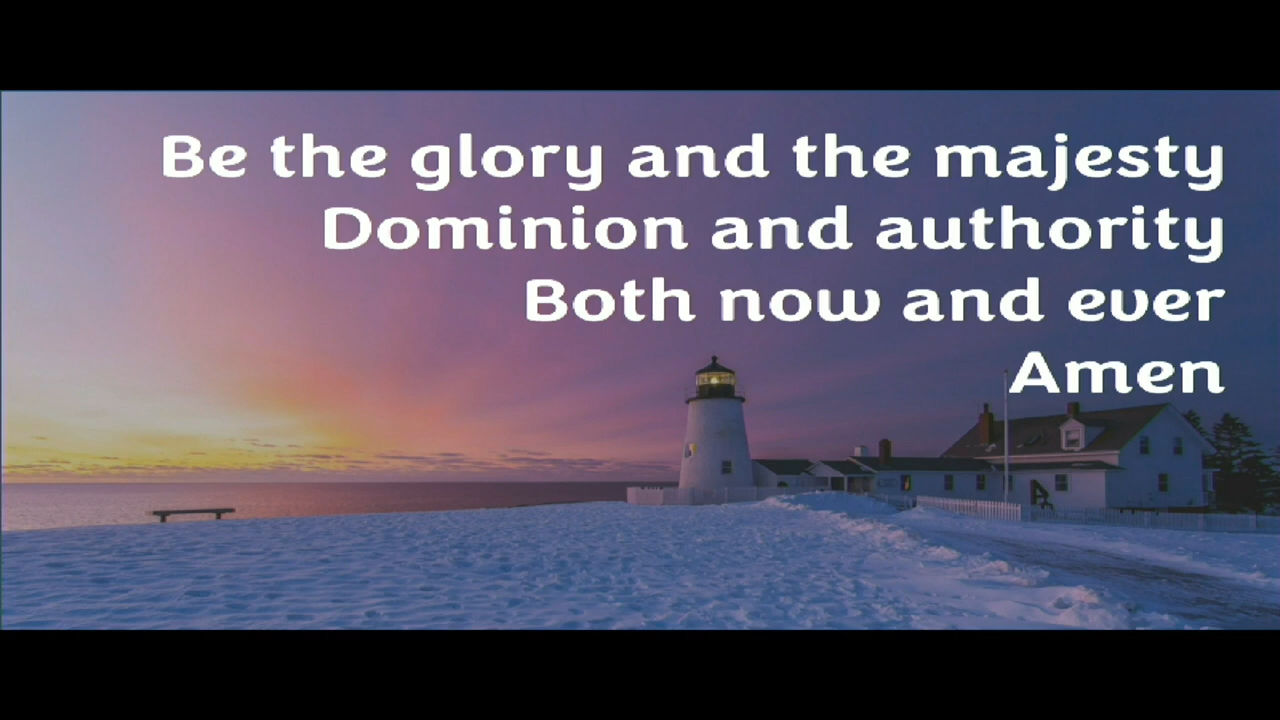 Be the glory and the majesty
Dominion and authority
Both now and ever
Amen